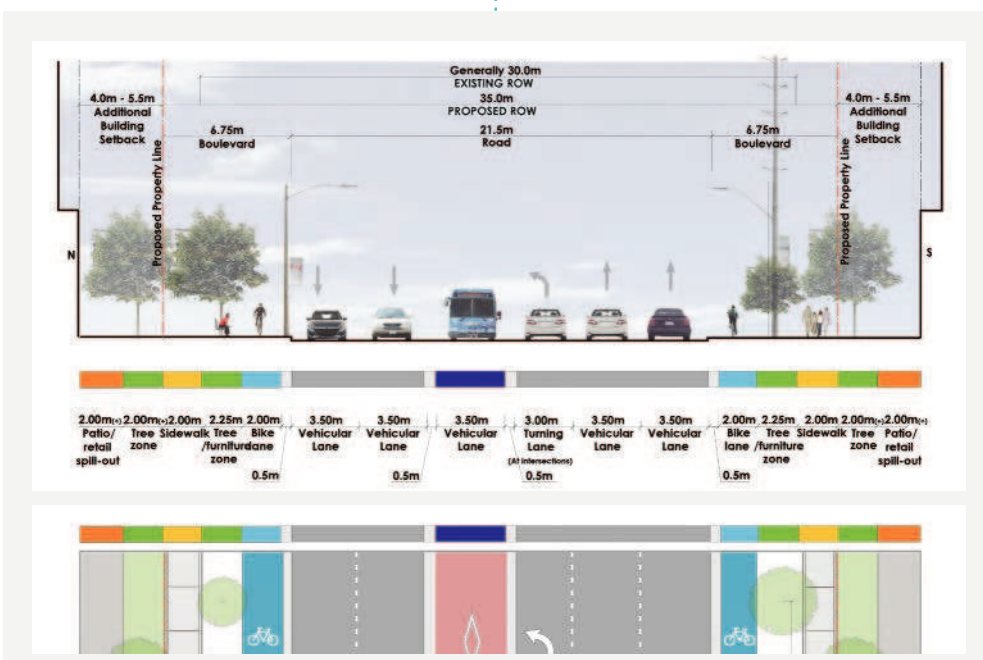 Generally 30.0m
EXISTING ROW
35.0m
PROPOSED ROW
4.0m - 5.5m
Additional
Building
Setback
4.0m - 5.5m
Additional
Building
Setback
6.75m
Boulevard
21.5m
Road
6.75m
Boulevard
Proposed Property Line
Proposed Property Line
N
S
2.00m(+)
Patio/
retail
spill-out
2.00m(+)
Tree
zone
2.00m
Sidewalk
2.25m
Tree
/furniture
zone
2.00m
Bike
lane
0.5m
3.50m
Vehicular
Lane
3.50m
Vehicular
Lane
0.5m
3.50m
Vehicular
Lane
3.00m
Turning
Lane
(At intersections)
0.5m
3.50m
Vehicular
Lane
3.50m
Vehicular
Lane
0.5m
2.00m
Bike
lane
2.25m
Tree
/furniture
zone
2.00m
Sidewalk
2.00m(+)
Tree
zone
2.00m(+)
Patio/
retail
spill-out